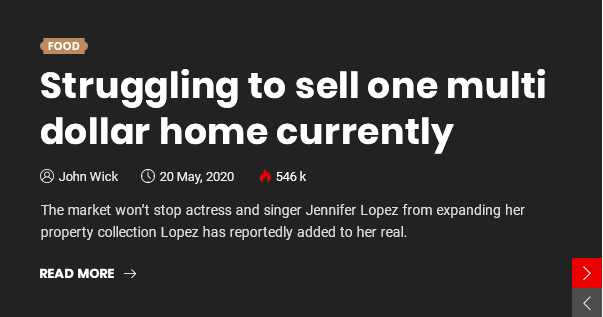 FOOD
Struggling to sell one multi
dollar home currently
John Wick 20 May, 2020 546 k
The market won't stop actress and singer Jennifer Lopez from expanding her
property collection Lopez has reportedly added to her real.
READ MORE →